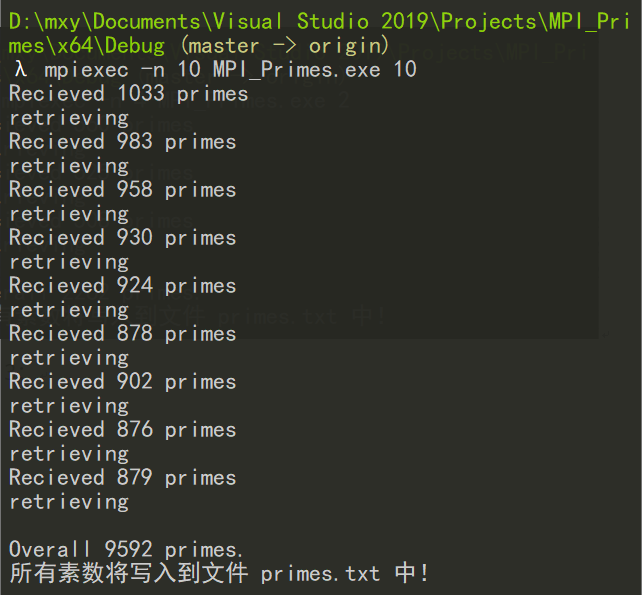 D:\mxy\Documents\Visual Studio 2019\Projects\MPI_Pri
mes\x64\Debug (master -> origin)
λ mpiexec -n 10 MPI_Primes.exe 10
Recieved 1033 primes
retrieving
Recieved 983 primes
retrieving
Recieved 958 primes
retrieving
Recieved 930 primes
retrieving
Recieved 924 primes
retrieving
Recieved 878 primes
retrieving
Recieved 902 primes
retrieving
Recieved 876 primes
retrieving
Recieved 879 primes
retrieving
Overall 9592 primes.
所有素数将写入到文件 primes.txt 中!